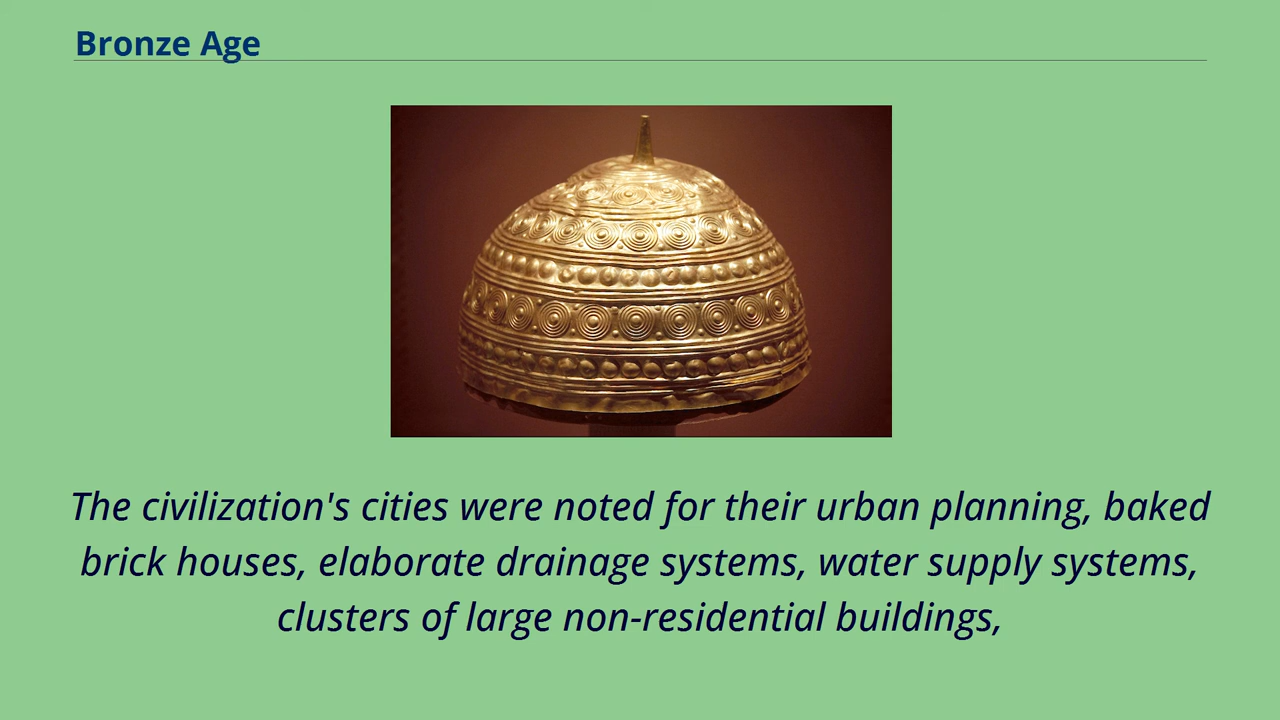 Bronze Age
The civilization's cities were noted for their urban planning, baked
brick houses, elaborate drainage systems, water supply systems,
clusters of large non-residential buildings,